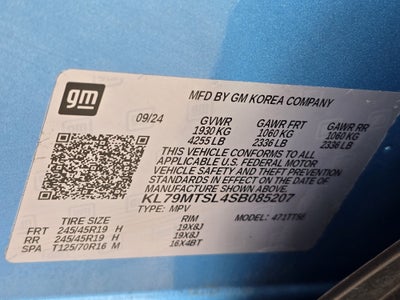 gm
MFD BY GM KOREA COMPANY
09/24 GVWR GAWR FRT GAWR RR
1930 KG 1060 KG 1060 KG
4255 LB 2336 LB 2336 LB
THIS VEHICLE CONFORMS TO ALL
APPLICABLE U.S. FEDERAL MOTOR
VEHICLE SAFETY AND THEFT PREVENTION
STANDARDS IN EFFECT ON THE DATE OF
MANUFACTURE SHOWN ABOVE.
KL79MTSL4SB085207
TYPE: MPV MODEL: 4T1TTS6
TIRE SIZE RIM
FRT 245/45R19 H 19X8J
RR 245/45R19 H 19X8J
SPA T125/70R16 M 16X4BT